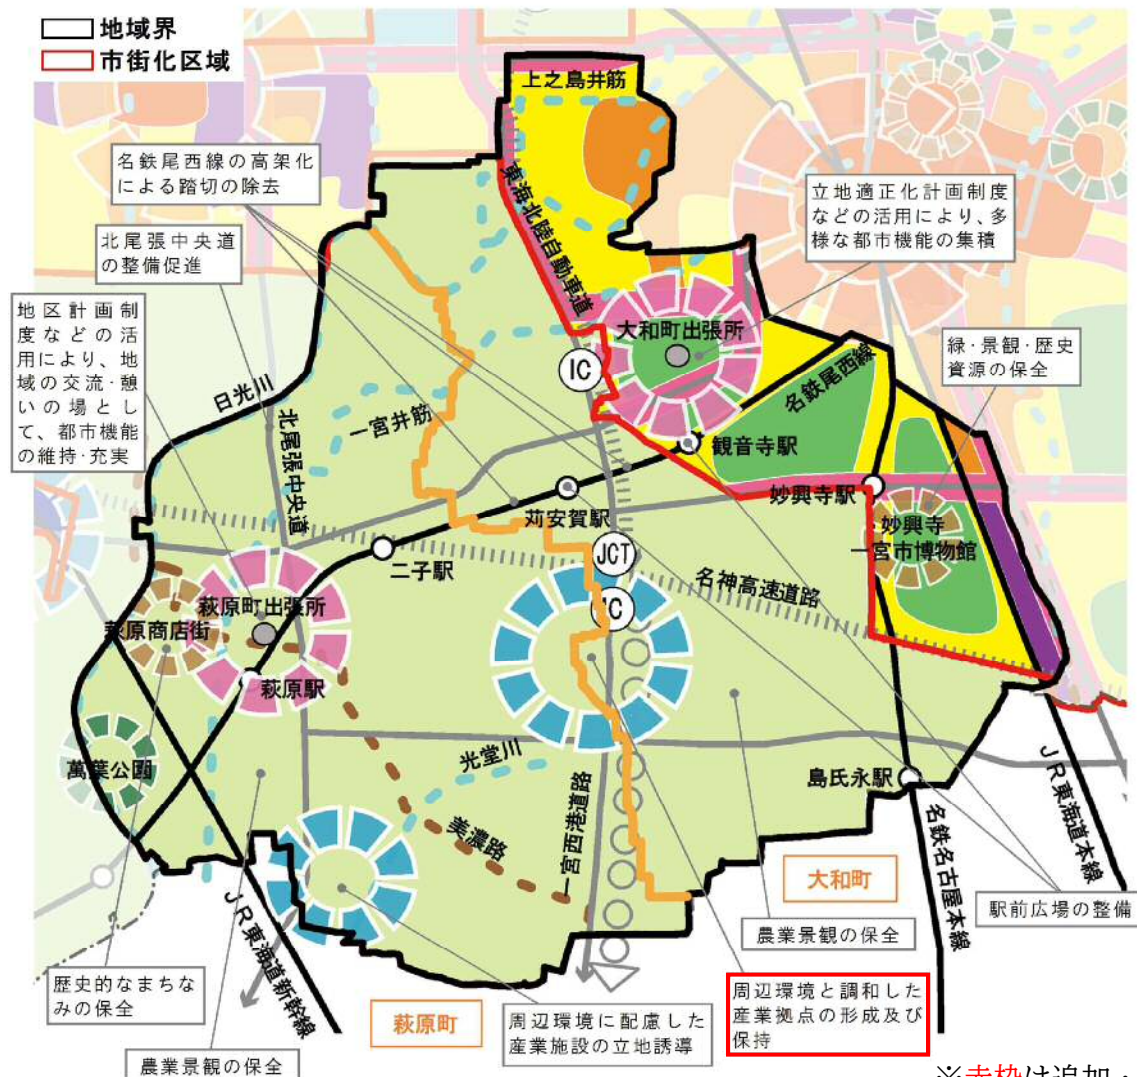 地域界
市街化区域
上之島井筋
名鉄尾西線の高架化
による踏切の除去
東海北陸自動車道
立地適正化計画制度
などの活用により、多
様な都市機能の集積
北尾張中央道
の整備促進
地区計画制
度などの活
用により、地
域の交流・憩
いの場とし
て、都市機能
の維持・充実
大和町出張所
緑・景観・歴史
資源の保全
IC
名鉄尾西線
日光川
北尾張中央道
一宮井筋
観音寺駅
妙興寺駅
苅安賀駅
妙興寺
一宮市博物館
二子駅
JCT
名神高速道路
IC
萩原町出張所
萩原商店街
萩原駅
光堂川
萬葉公園
島氏永駅
美濃路
一宮西港道路
JR東海道本線
名鉄名古屋本線
大和町
駅前広場の整備
JR東海道新幹線
農業景観の保全
歴史的なまちな
みの保全
萩原町
周辺環境に配慮した
産業施設の立地誘導
周辺環境と調和した
産業拠点の形成及び
保持
農業景観の保全
※赤枠は追加・